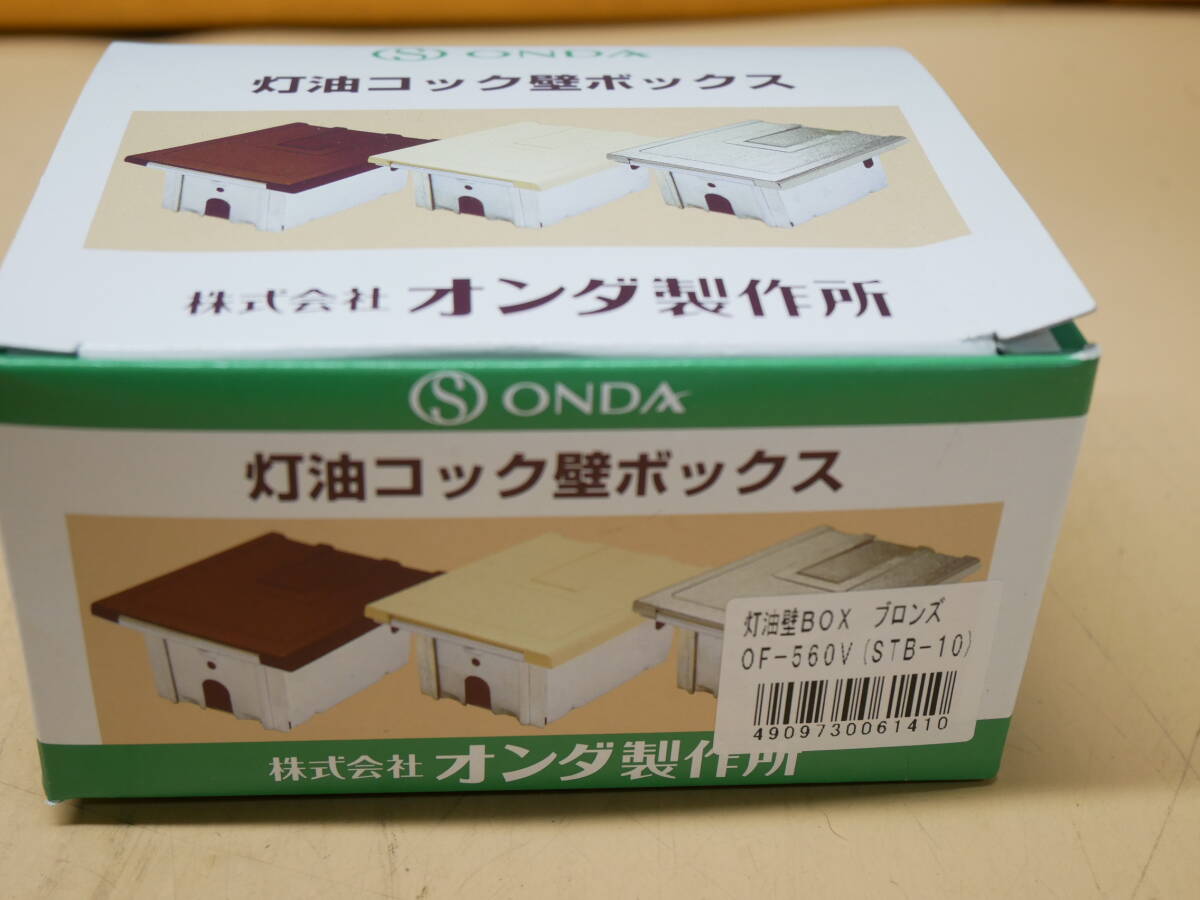 S ONDA
灯油コック壁ボックス
株式会社 オンダ製作所
S ONDA
灯油コック壁ボックス
灯油壁BOX ブロンズ
OF-560V(STB-10)
4909730061410
株式会社 オンダ製作所